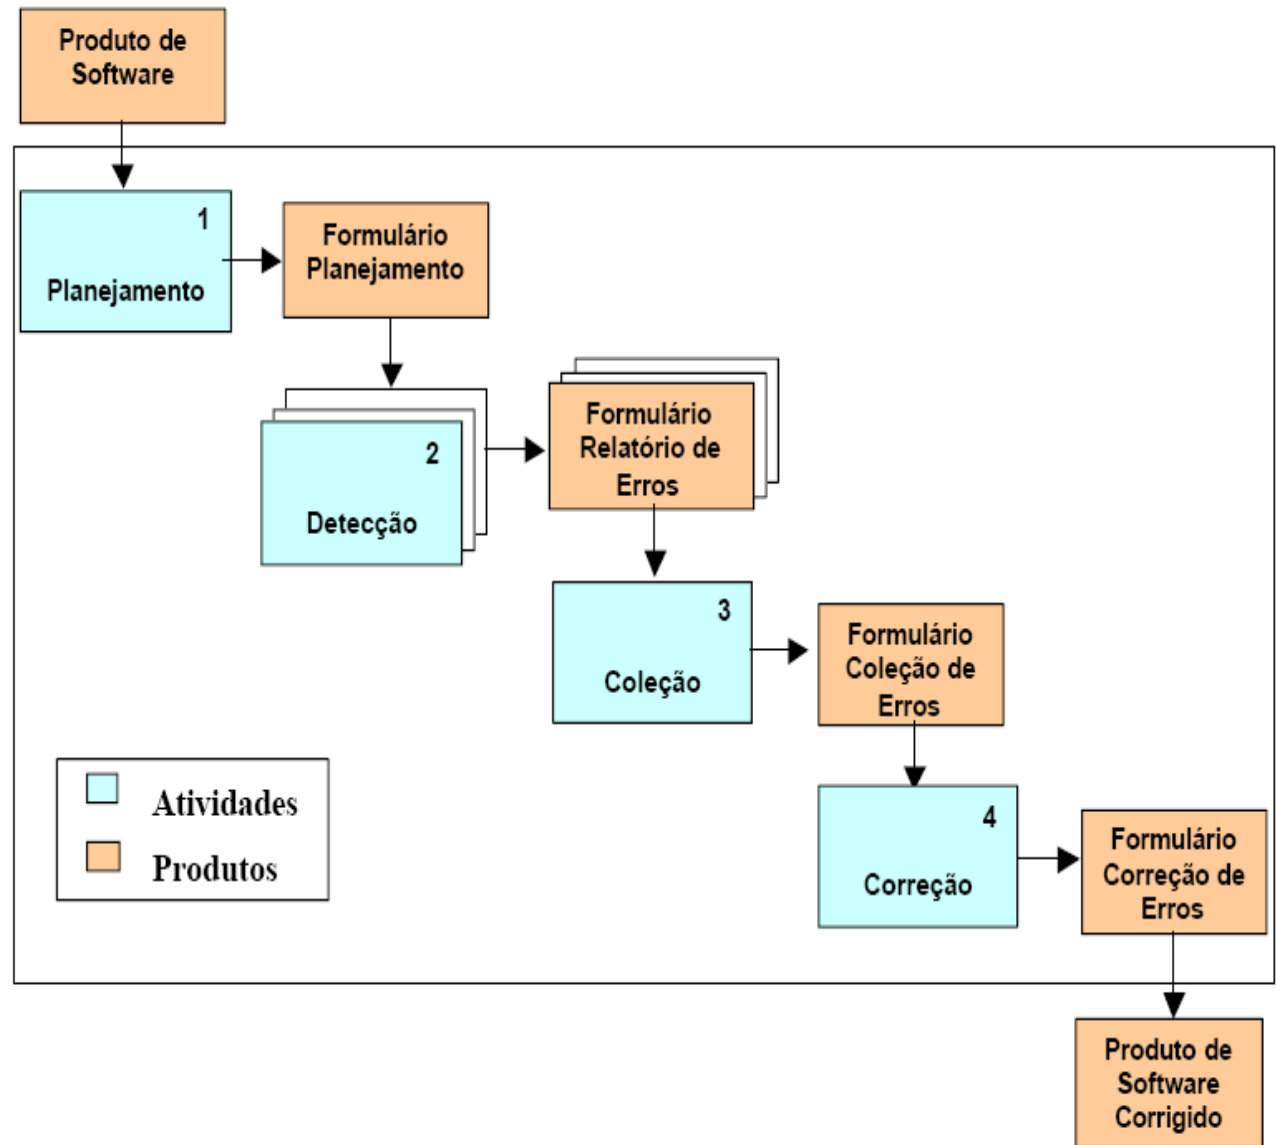 Produto de
Software
1
Planejamento
Formulário
Planejamento
2
Detecção
Formulário
Relatório de
Erros
3
Coleção
Formulário
Coleção de
Erros
4
Correção
Formulário
Correção de
Erros
Atividades
Produtos
Produto de
Software
Corrigido